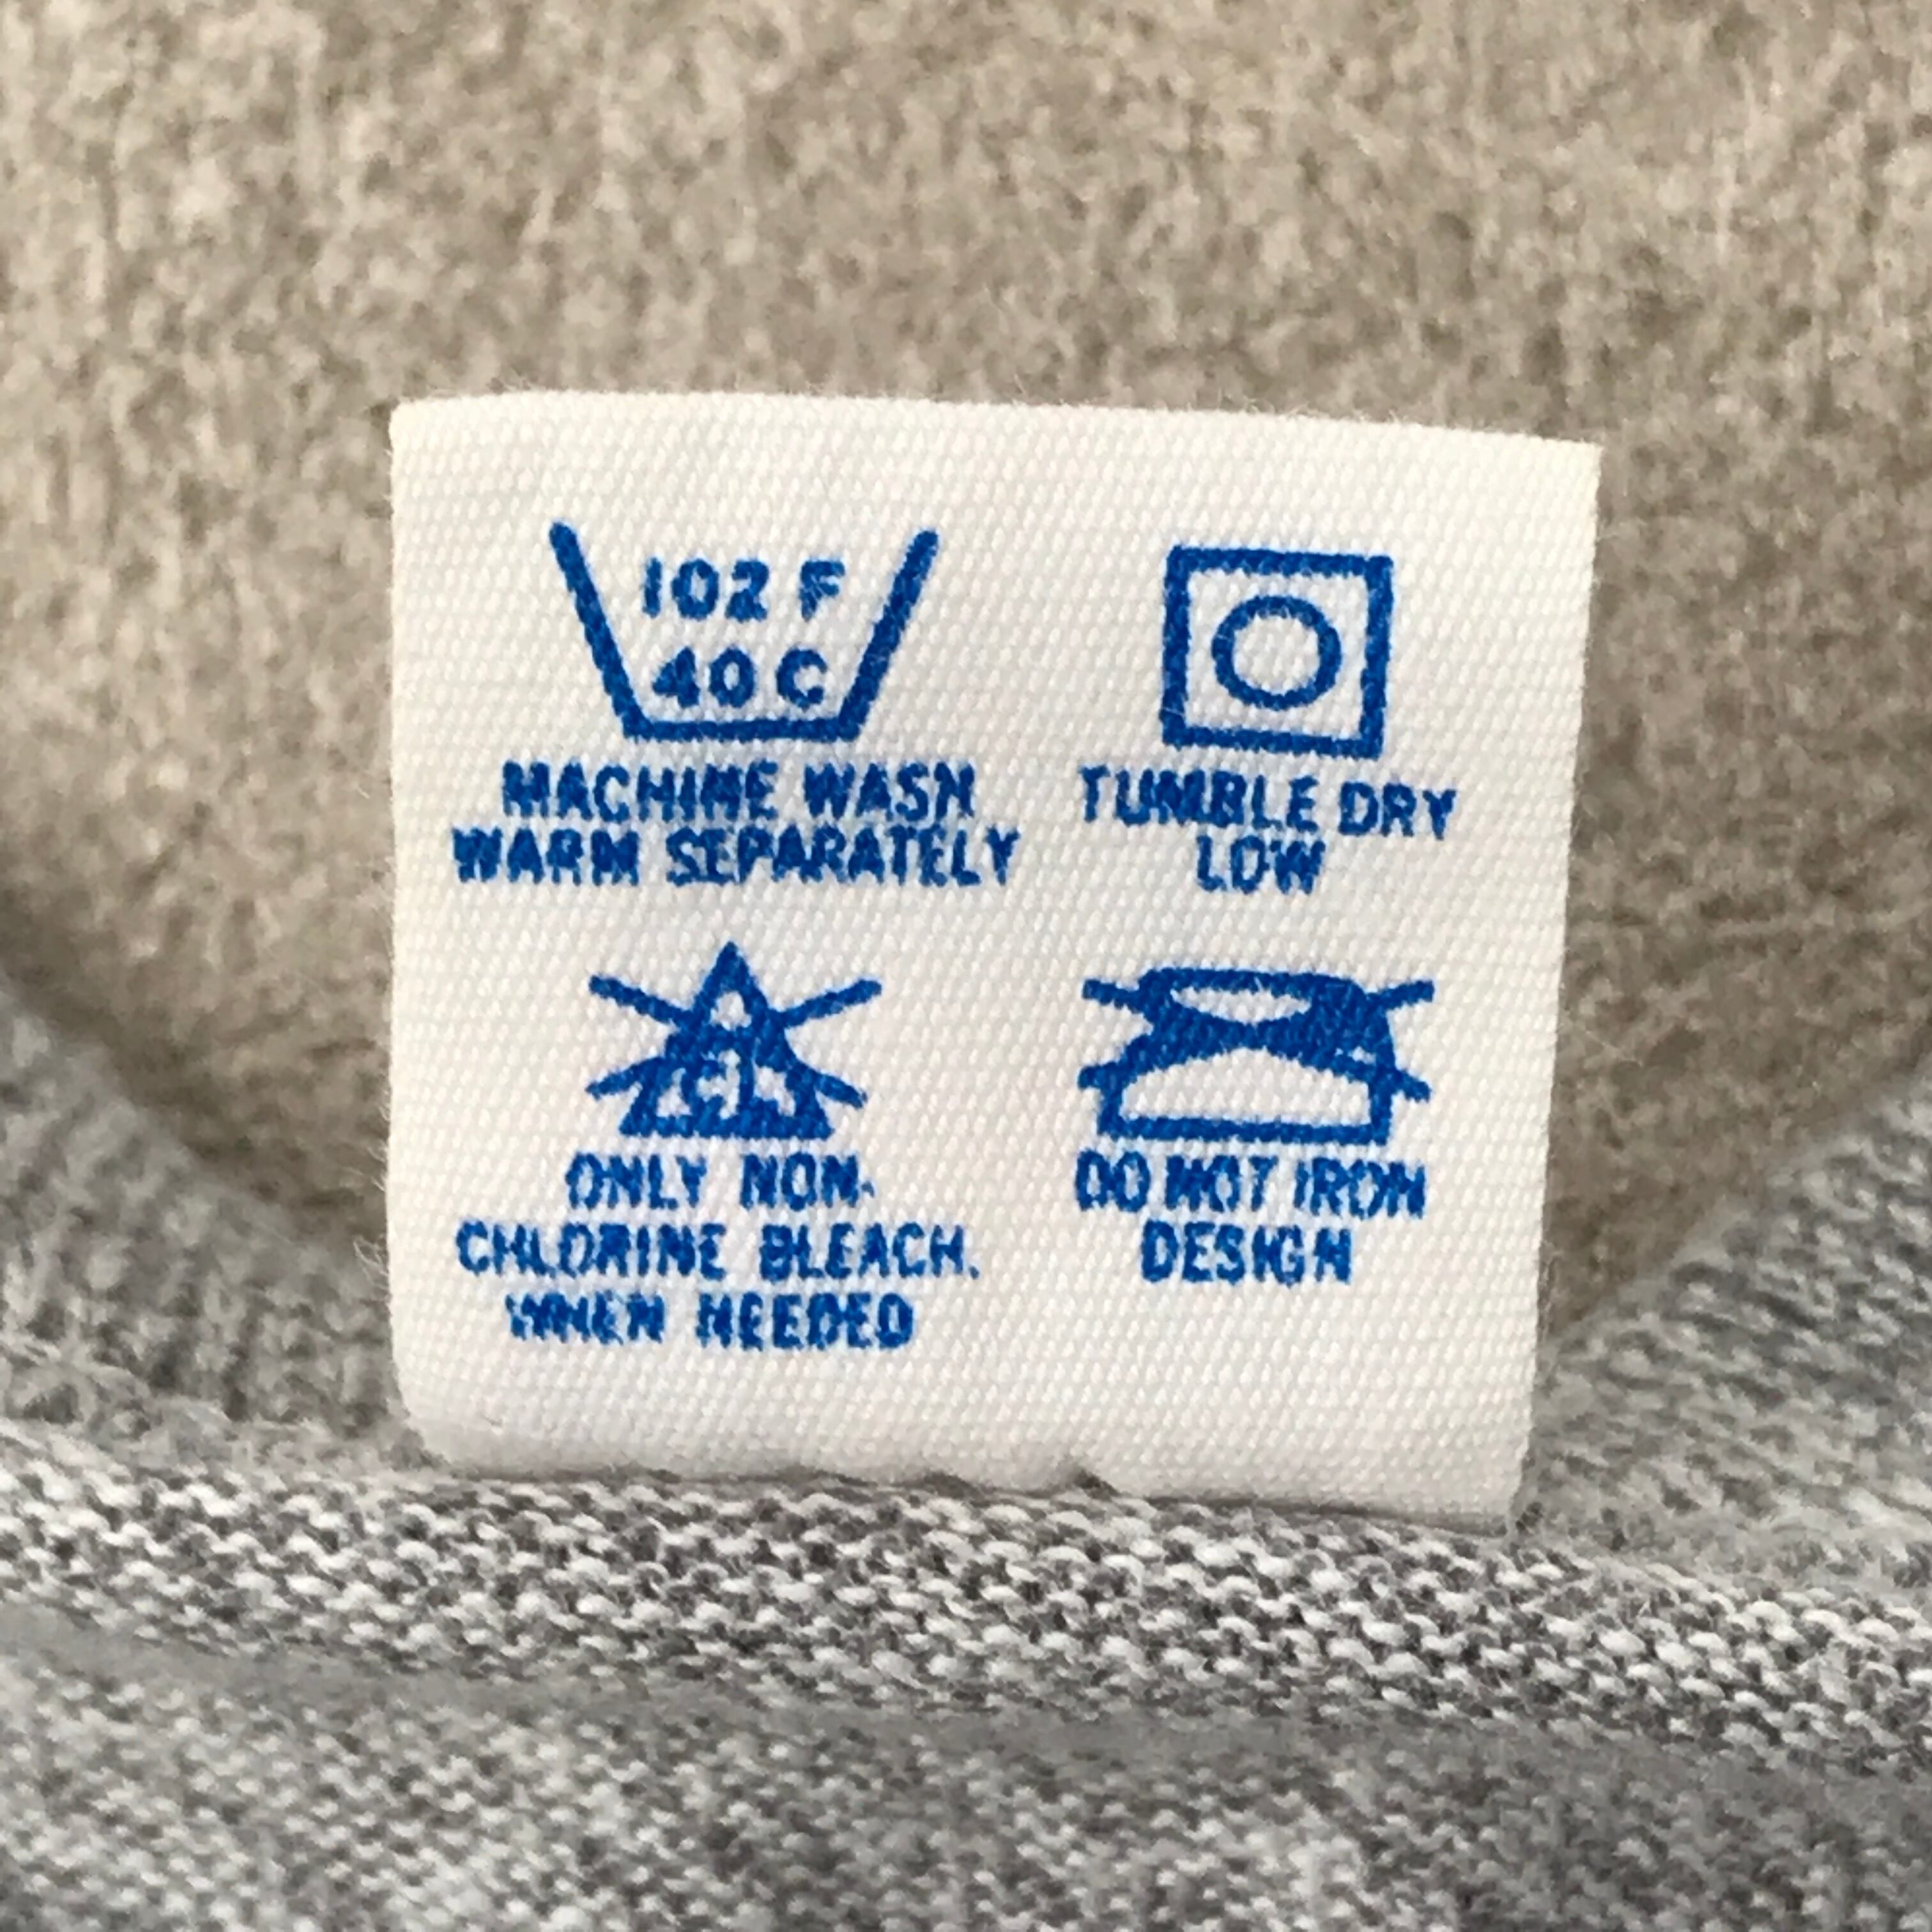 102 F
40 C
MACHINE WASH
WARM SEPARATELY
TUMBLE DRY
LOW
CL
ONLY NON-
CHLORINE BLEACH.
WHEN NEEDED
DO NOT IRON
DESIGN